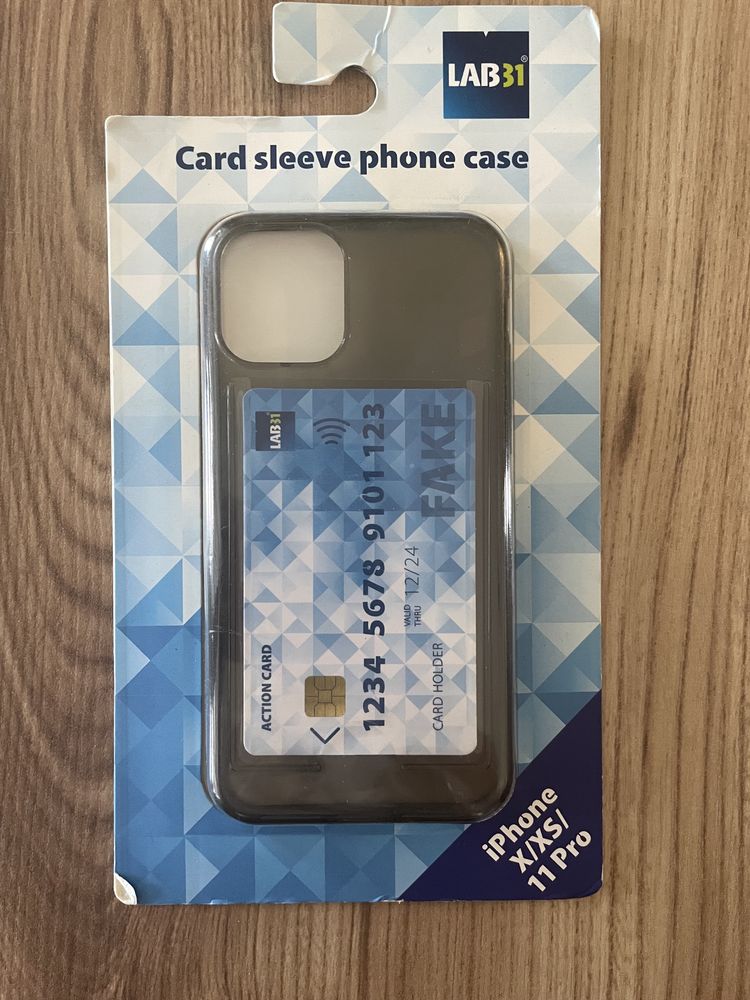 LAB31®
Card sleeve phone case
LAB31
FAKE
1234 5678 9101 1123
VALID
THRU
12/24
ACTION CARD
CARD HOLDER
iPhone
X/XS/
11 Pro